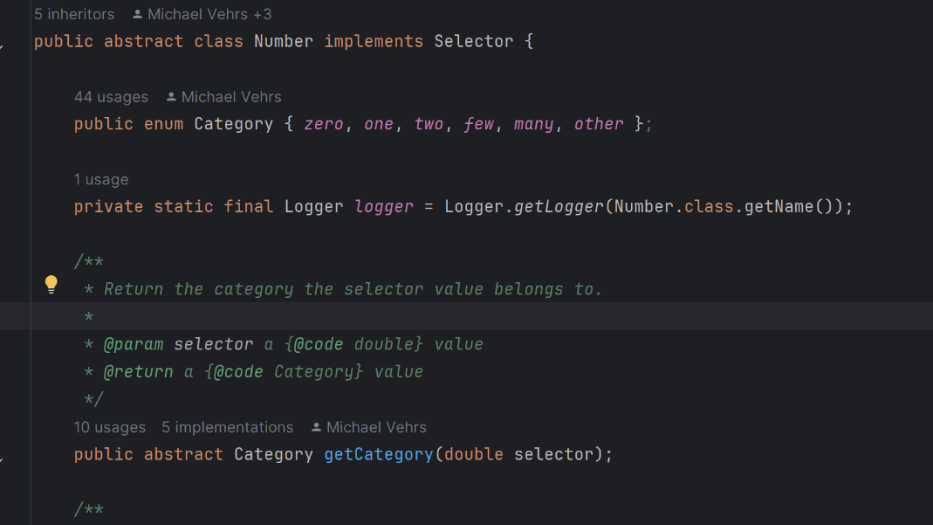 5 inheritors Michael Vehrs +3
public abstract class Number implements Selector {
44 usages Michael Vehrs
public enum Category { zero, one, two, few, many, other };
1 usage
private static final Logger logger = Logger.getLogger(Number.class.getName());
/**
* Return the category the selector value belongs to.
*
* @param selector a {@code double} value
* @return a {@code Category} value
*/
10 usages 5 implementations Michael Vehrs
public abstract Category getCategory(double selector);
/**